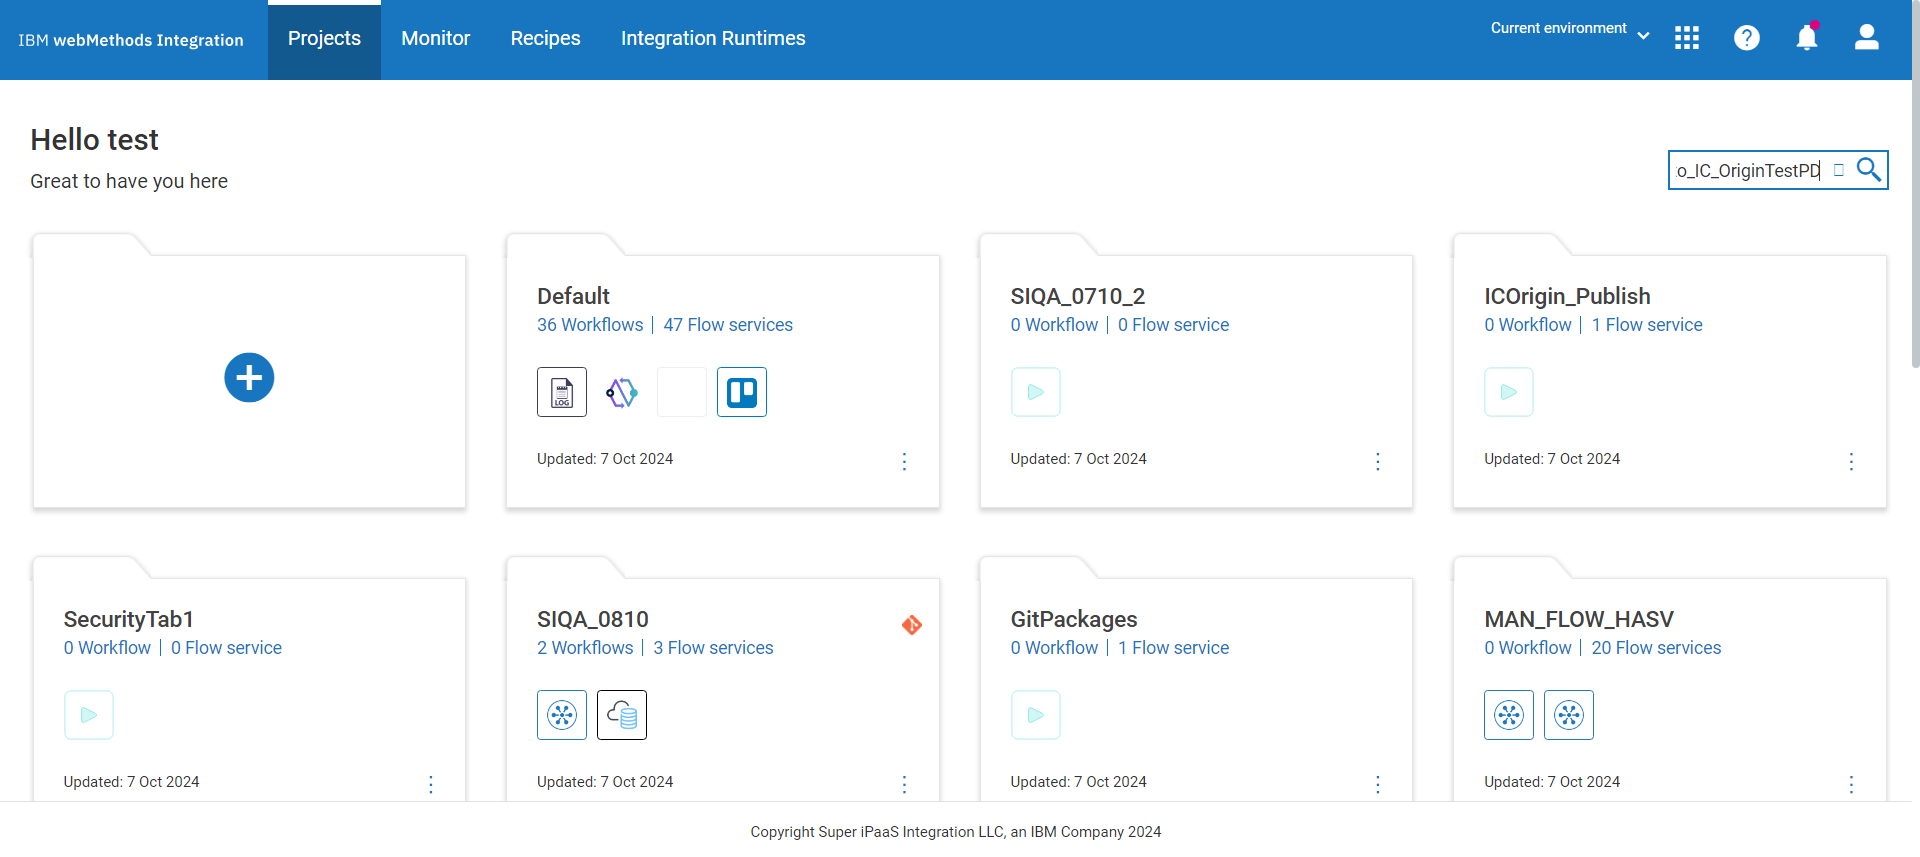 IBM webMethods Integration
Projects
Monitor
Recipes
Integration Runtimes
Current environment
Hello test
Great to have you here
o_IC_OriginTestPD
Default
36 Workflows | 47 Flow services
LOG
Updated: 7 Oct 2024
SIQA_0710_2
0 Workflow | 0 Flow service
Updated: 7 Oct 2024
ICOrigin_Publish
0 Workflow | 1 Flow service
Updated: 7 Oct 2024
SecurityTab1
0 Workflow | 0 Flow service
Updated: 7 Oct 2024
SIQA_0810
2 Workflows | 3 Flow services
Updated: 7 Oct 2024
GitPackages
0 Workflow | 1 Flow service
Updated: 7 Oct 2024
MAN_FLOW_HASV
0 Workflow | 20 Flow services
Updated: 7 Oct 2024
Copyright Super iPaaS Integration LLC, an IBM Company 2024